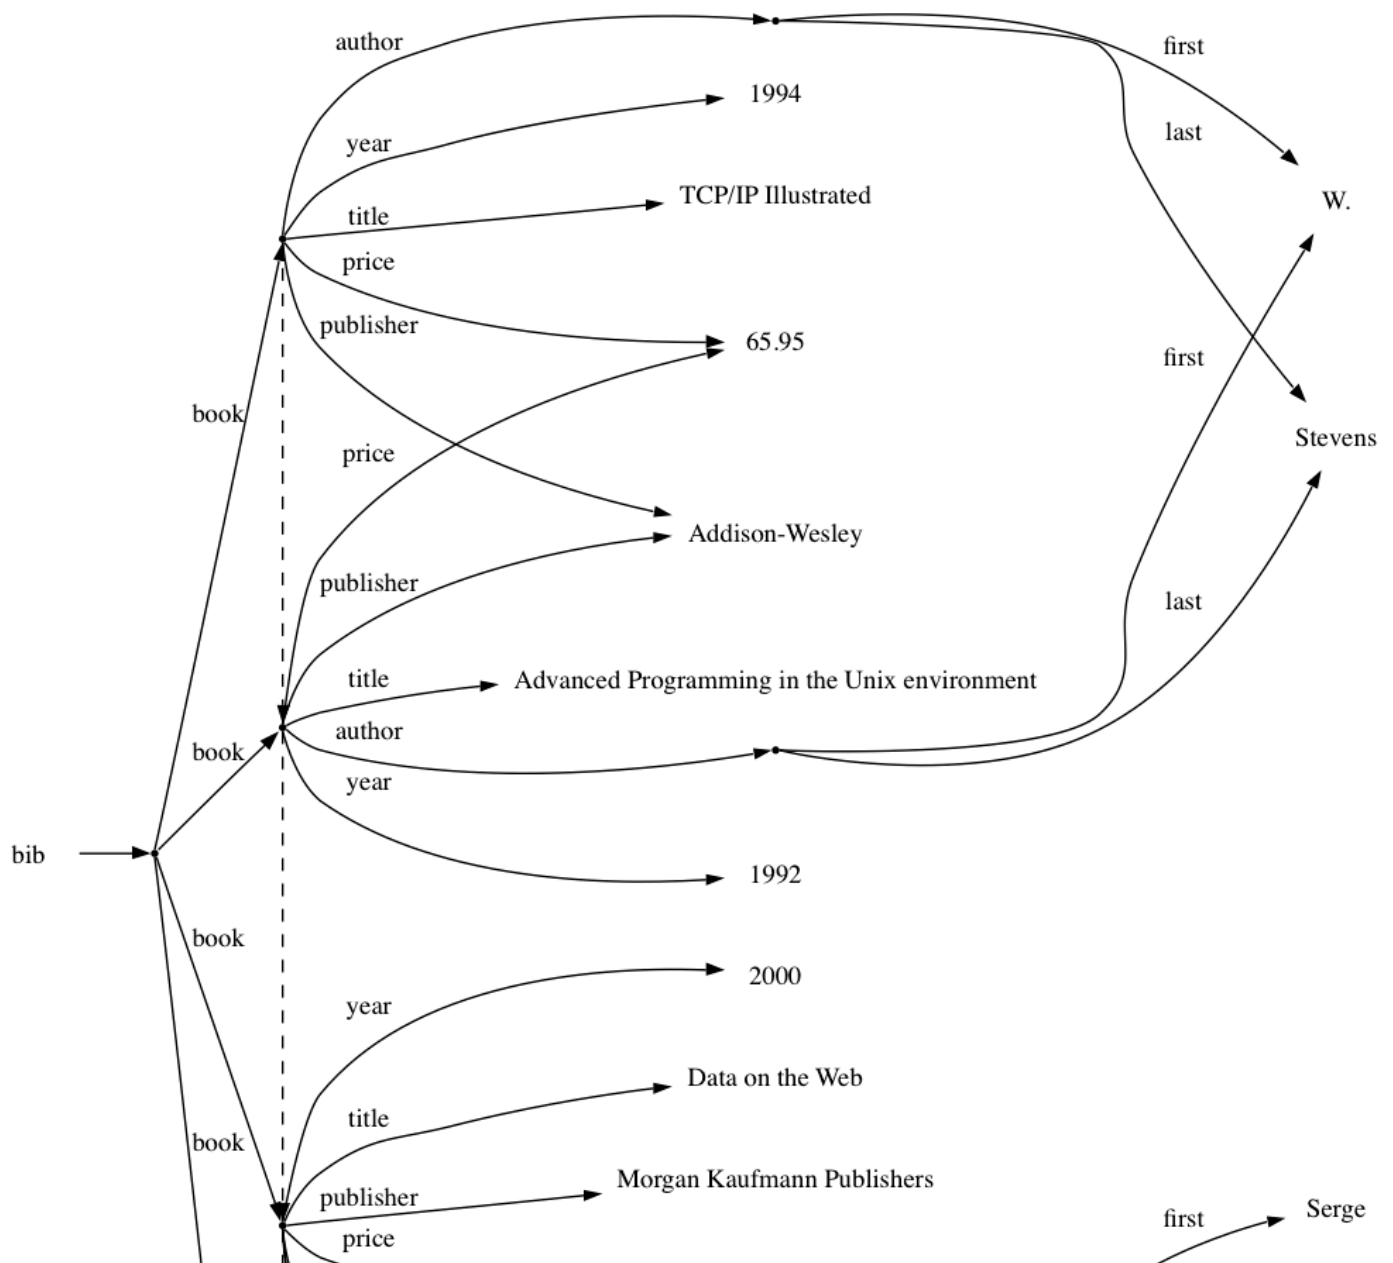 author
first
1994
year
last
TCP/IP Illustrated
W.
title
price
publisher
65.95
first
book
Stevens
price
Addison-Wesley
publisher
last
title
Advanced Programming in the Unix environment
author
book
year
bib
1992
book
2000
year
Data on the Web
title
book
Morgan Kaufmann Publishers
publisher
Serge
first
price